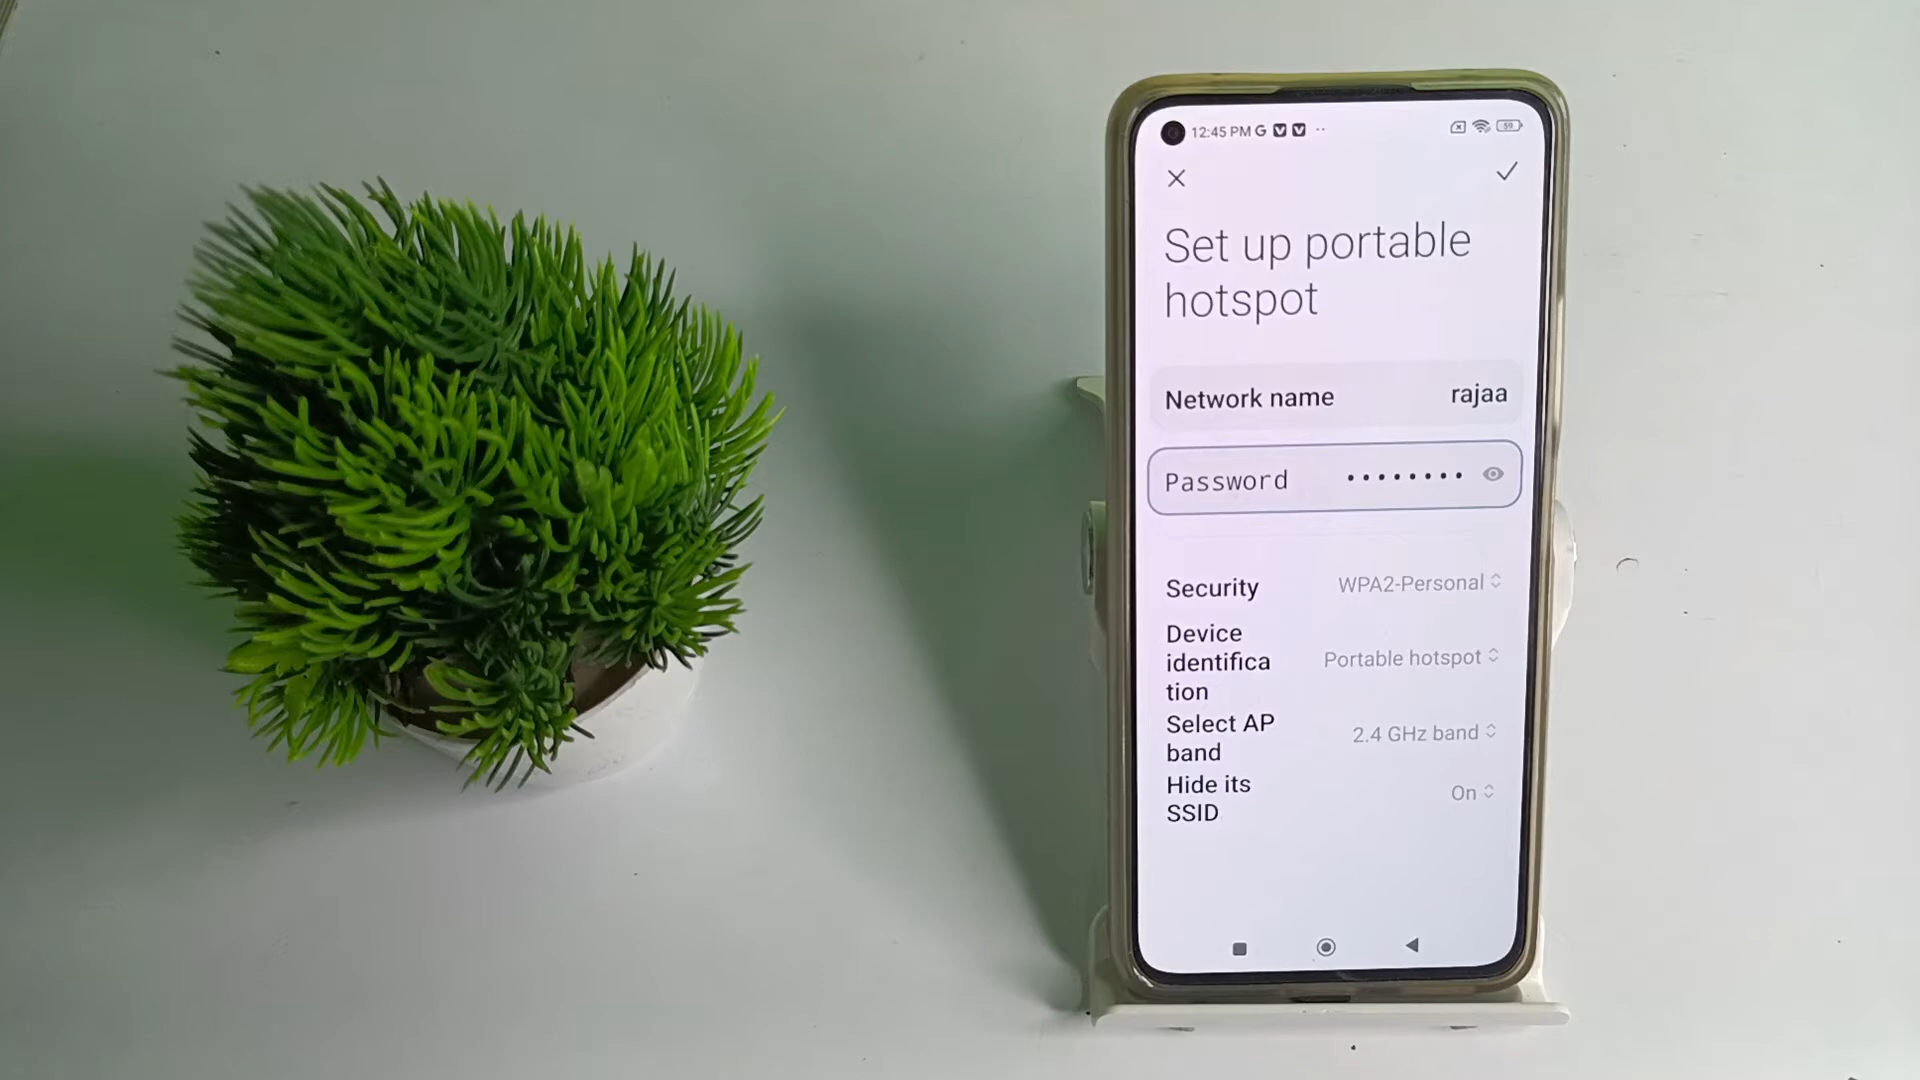 12:45 PM G
59
Set up portable
hotspot
Network name rajaa
Password ••••••••
Security WPA2-Personal
Device
identifica
tion
Portable hotspot
Select AP
band
2.4 GHz band
Hide its
SSID
On